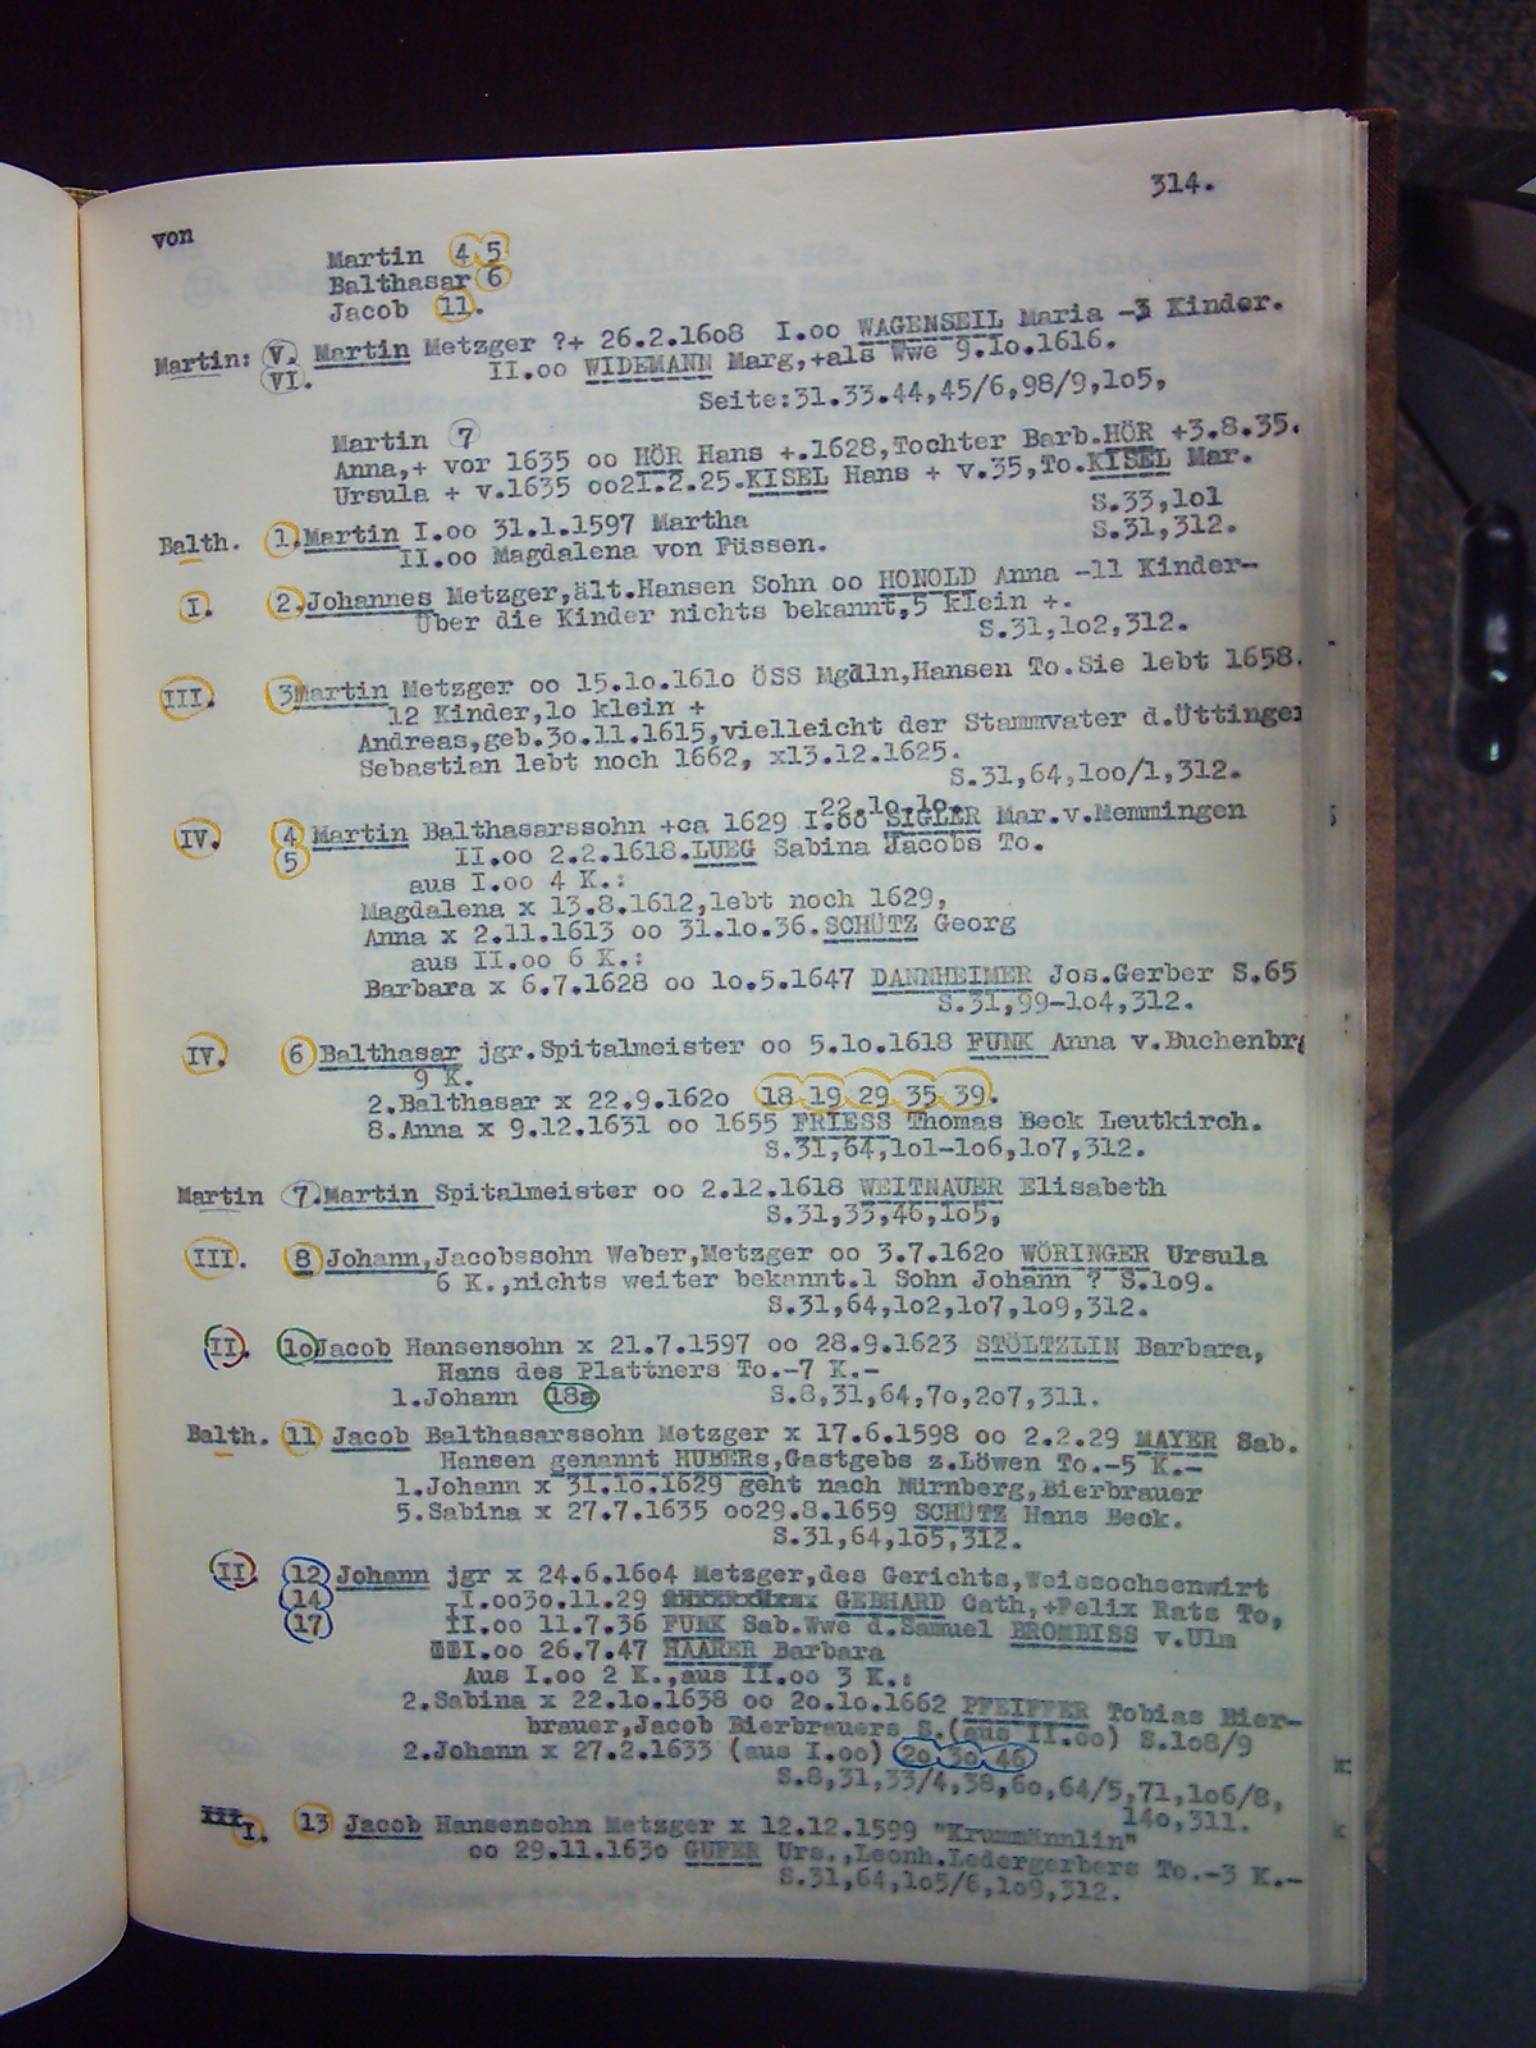 314.
von
Martin 4 5
Balthasar 6
Jacob 11.
Martin: V. Martin Metzger ?+ 26.2.16o8 I.oo WAGENSEIL Maria -3 Kinder.
VI. II.oo WIDEMANN Marg,+als Wwe 9.Io.1616.
Seite:31.33.44,45/6,98/9,1o5,
Martin 7
Anna,+ vor 1635 oo HÖR Hans +.1628,Tochter Barb.HÖR +3.8.35.
Ursula + v.1635 oo21.2.25.KISEL Hans + v.35,To.KISEL Mar.
S.33,1o1
Balth. 1.Martin I.oo 31.1.1597 Martha S.31,312.
II.oo Magdalena von Füssen.
I. 2.Johannes Metzger,ält.Hansen Sohn oo HONOLD Anna -11 Kinder-
Über die Kinder nichts bekannt,5 klein +.
S.31,1o2,312.
III. 3Martin Metzger oo 15.1o.161o ÖSS Mgdln,Hansen To.Sie lebt 1658.
12 Kinder,1o klein +
Andreas,geb.3o.11.1615,vielleicht der Stammvater d.Üttinger
Sebastian lebt noch 1662, x13.12.1625.
S.31,64,1oo/1,312.
22.1o.1o.
IV. 4 Martin Balthasarssohn +ca 1629 I.oo SIGLER Mar.v.Memmingen
5 II.oo 2.2.1618.LUEG Sabina Jacobs To.
aus I.oo 4 K.:
Magdalena x 13.8.1612,lebt noch 1629,
Anna x 2.11.1613 oo 31.1o.36.SCHÜTZ Georg
aus II.oo 6 K.:
Barbara x 6.7.1628 oo 1o.5.1647 DANNHEIMER Jos.Gerber S.65
S.31,99-1o4,312.
IV. 6 Balthasar jgr.Spitalmeister oo 5.1o.1618 FUNK Anna v.Buchenbrg
9 K.
2.Balthasar x 22.9.162o 18 19 29 35 39.
8.Anna x 9.12.1631 oo 1655 FRIESS Thomas Beck Leutkirch.
S.31,64,1o1-1o6,1o7,312.
Martin 7.Martin Spitalmeister oo 2.12.1618 WEITNAUER Elisabeth
S.31,33,46,1o5,
III. 8 Johann,Jacobssohn Weber,Metzger oo 3.7.162o WÖRINGER Ursula
6 K.,nichts weiter bekannt.1 Sohn Johann ? S.1o9.
S.31,64,1o2,1o7,1o9,312.
II. 1oJacob Hansensohn x 21.7.1597 oo 28.9.1623 STÖLTZLIN Barbara,
Hans des Plattners To.-7 K.-
1.Johann 18a S.8,31,64,7o,2o7,311.
Balth. 11 Jacob Balthasarssohn Metzger x 17.6.1598 oo 2.2.29 MAYER Sab.
Hansen genannt HUBERs,Gastgebs z.Löwen To.-5 K.-
1.Johann x 31.1o.1629 geht nach Nürnberg,Bierbrauer
5.Sabina x 27.7.1635 oo29.8.1659 SCHÜTZ Hans Beck.
S.31,64,1o5,312.
II. 12 Johann jgr x 24.6.16o4 Metzger,des Gerichts,Weissochsenwirt
14 I.oo3o.11.29 GEBHARD Cath,+Felix Rats To,
17 II.oo 11.7.36 FUNK Sab.Wwe d.Samuel BROMBISS v.Ulm
III.oo 26.7.47 HAARER Barbara
Aus I.oo 2 K.,aus II.oo 3 K.:
2.Sabina x 22.1o.1638 oo 2o.1o.1662 PFEIFFER Tobias Bier-
brauer,Jacob Bierbrauers S.(aus II.oo) S.1o8/9
2.Johann x 27.2.1633 (aus I.oo) 2o 3o 46
S.8,31,33/4,38,6o,64/5,71,1o6/8,
14o,311.
III I. 13 Jacob Hansensohn Metzger x 12.12.1599 "Krummännlin"
oo 29.11.163o GUFER Urs.,Leonh.Ledergerbers To.-3 K.-
S.31,64,1o5/6,1o9,312.